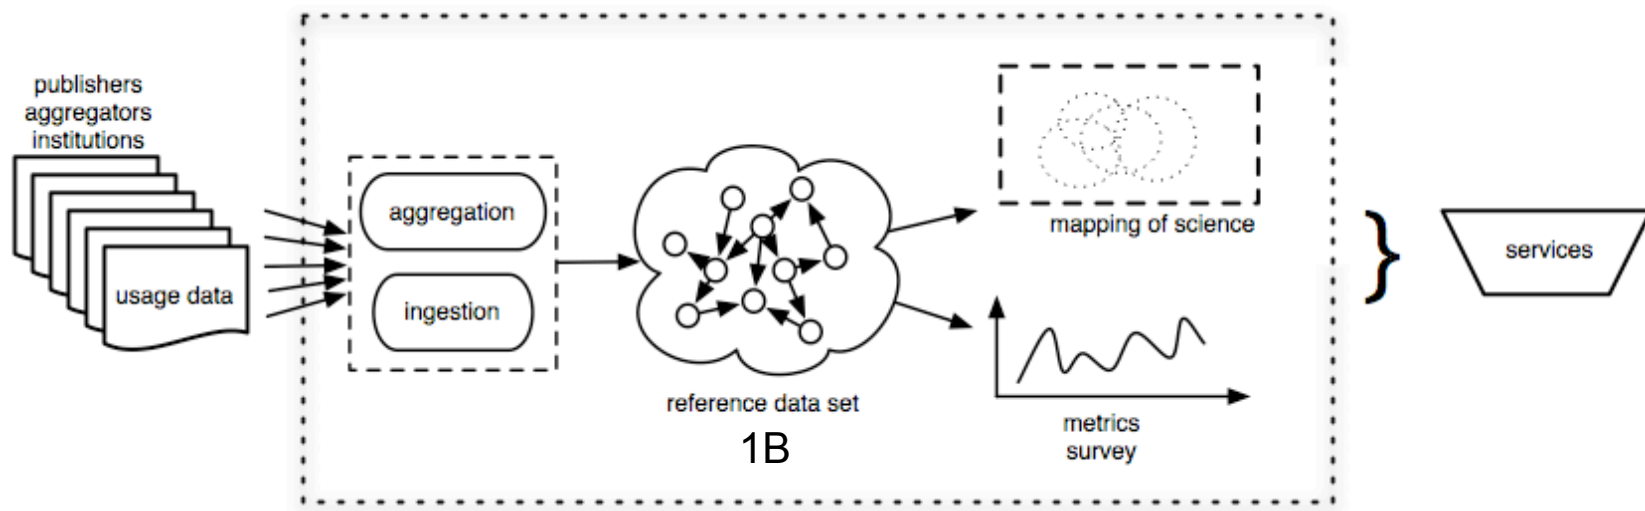 publishers
aggregators
institutions
usage data
aggregation
ingestion
reference data set
1B
mapping of science
metrics
survey
}
services